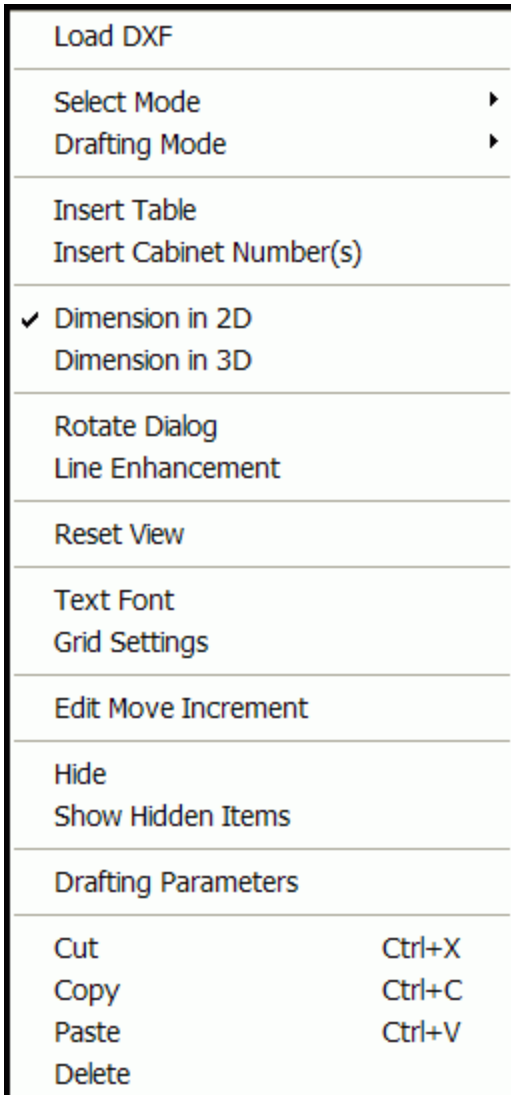 Load DXF
Select Mode
Drafting Mode
Insert Table
Insert Cabinet Number(s)
Dimension in 2D
Dimension in 3D
Rotate Dialog
Line Enhancement
Reset View
Text Font
Grid Settings
Edit Move Increment
Hide
Show Hidden Items
Drafting Parameters
Cut Ctrl+X
Copy Ctrl+C
Paste Ctrl+V
Delete